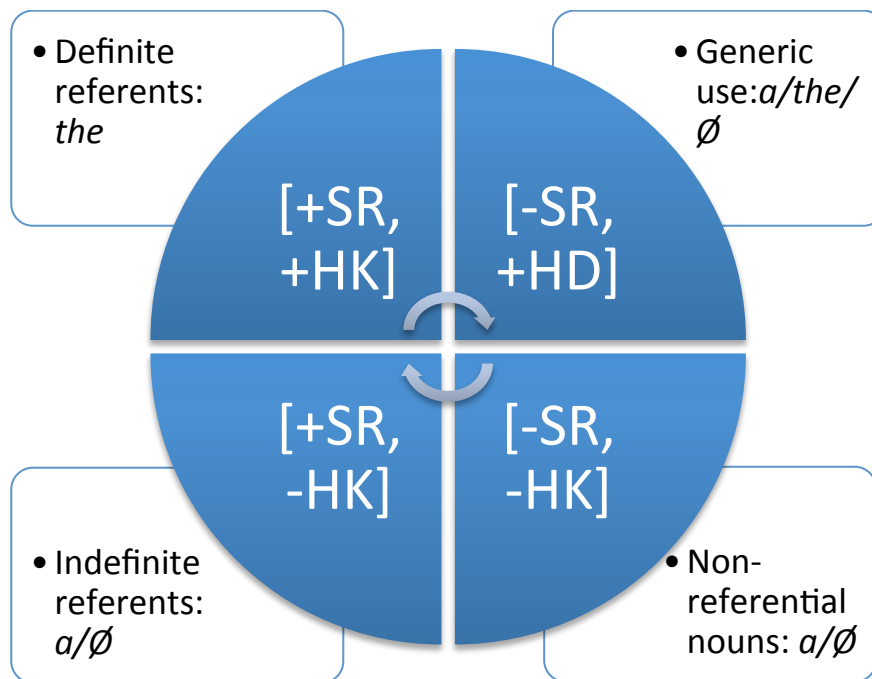 • Definite
referents:
the
• Generic
use:a/the/
Ø
[+SR,
+HK]
[-SR,
+HD]
[+SR,
-HK]
[-SR,
-HK]
• Indefinite
referents:
a/Ø
• Non-
referential
nouns: a/Ø